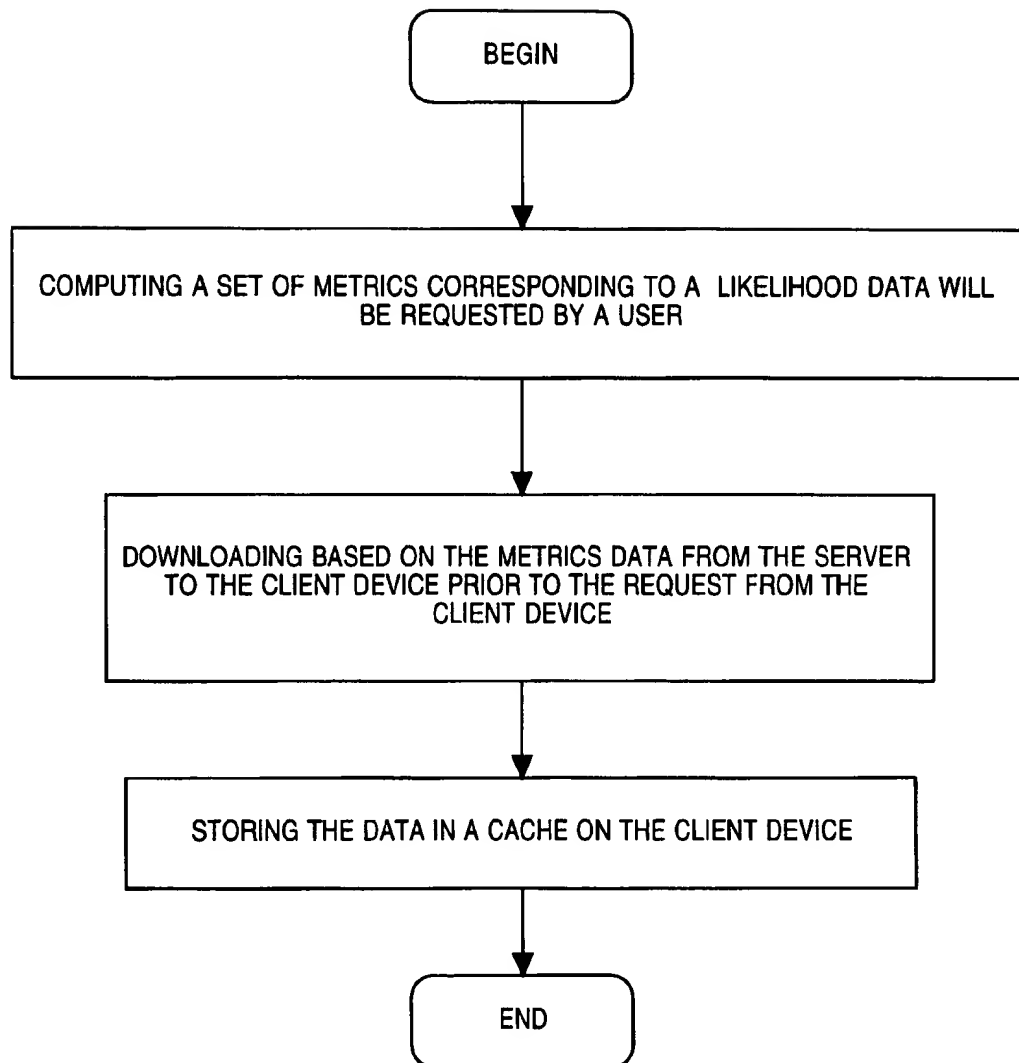 BEGIN
COMPUTING A SET OF METRICS CORRESPONDING TO A LIKELIHOOD DATA WILL
BE REQUESTED BY A USER
DOWNLOADING BASED ON THE METRICS DATA FROM THE SERVER
TO THE CLIENT DEVICE PRIOR TO THE REQUEST FROM THE
CLIENT DEVICE
STORING THE DATA IN A CACHE ON THE CLIENT DEVICE
END